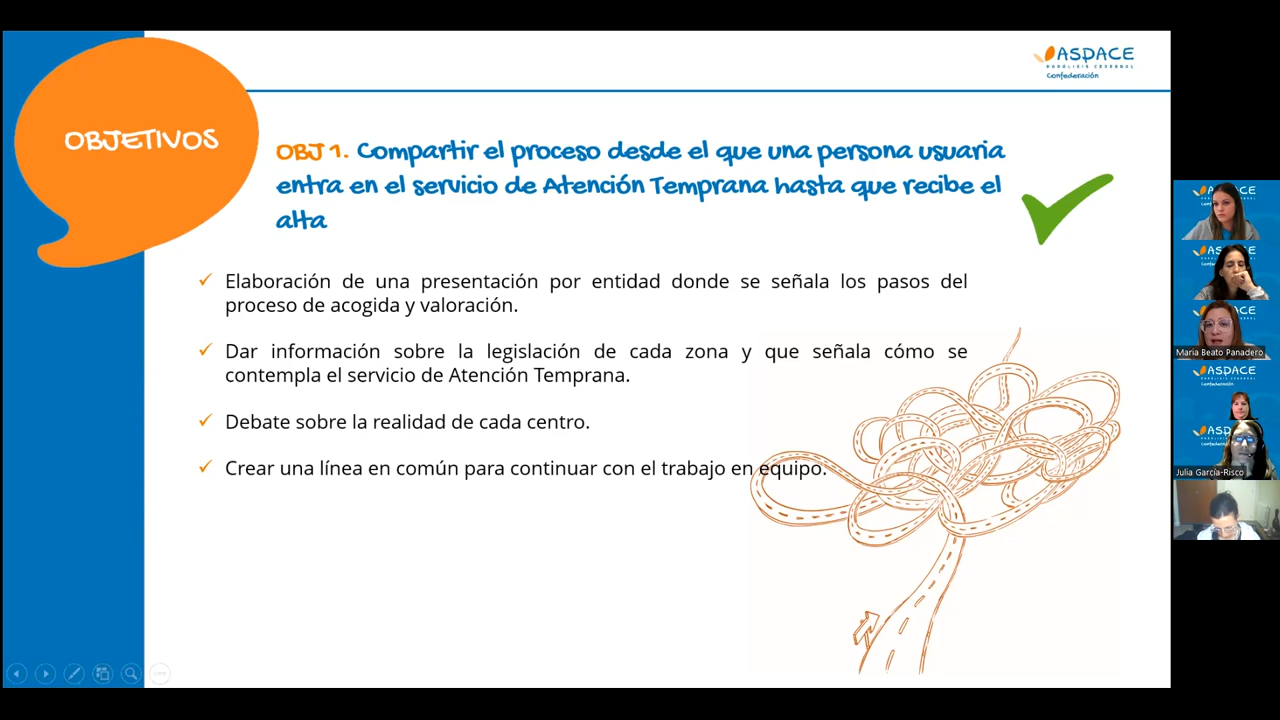 ASPACE
PARÁLISIS CEREBRAL
Confederación
OBJETIVOS
OBJ 1. Compartir el proceso desde el que una persona usuaria
entra en el servicio de Atención Temprana hasta que recibe el
alta
Elaboración de una presentación por entidad donde se señala los pasos del
proceso de acogida y valoración.
Dar información sobre la legislación de cada zona y que señala cómo se
contempla el servicio de Atención Temprana.
Debate sobre la realidad de cada centro.
Crear una línea en común para continuar con el trabajo en equipo.
Maria Beato Panadero
ASPACE
Confederación
Julia García-Risco